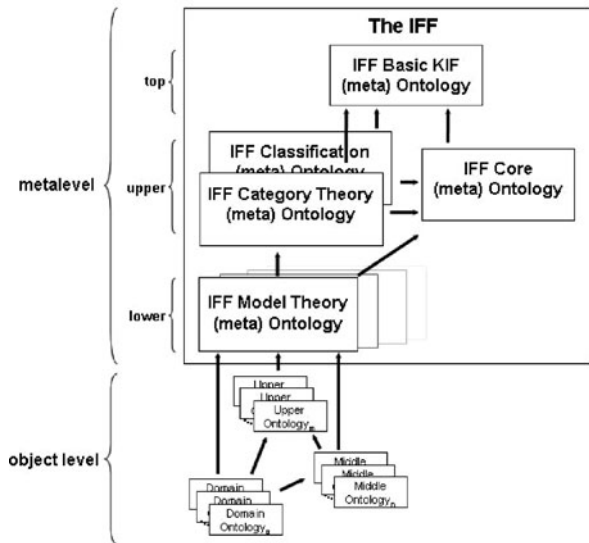 The IFF
top
IFF Basic KIF
(meta) Ontology
metalevel
upper
IFF Classification
(meta) Ontology
IFF Category Theory
(meta) Ontology
IFF Core
(meta) Ontology
lower
IFF Model Theory
(meta) Ontology
object level
Upper
Upper
Upper
Ontology
Middle
Middle
Middle
Ontology
Domain
Domain
Domain
Ontology